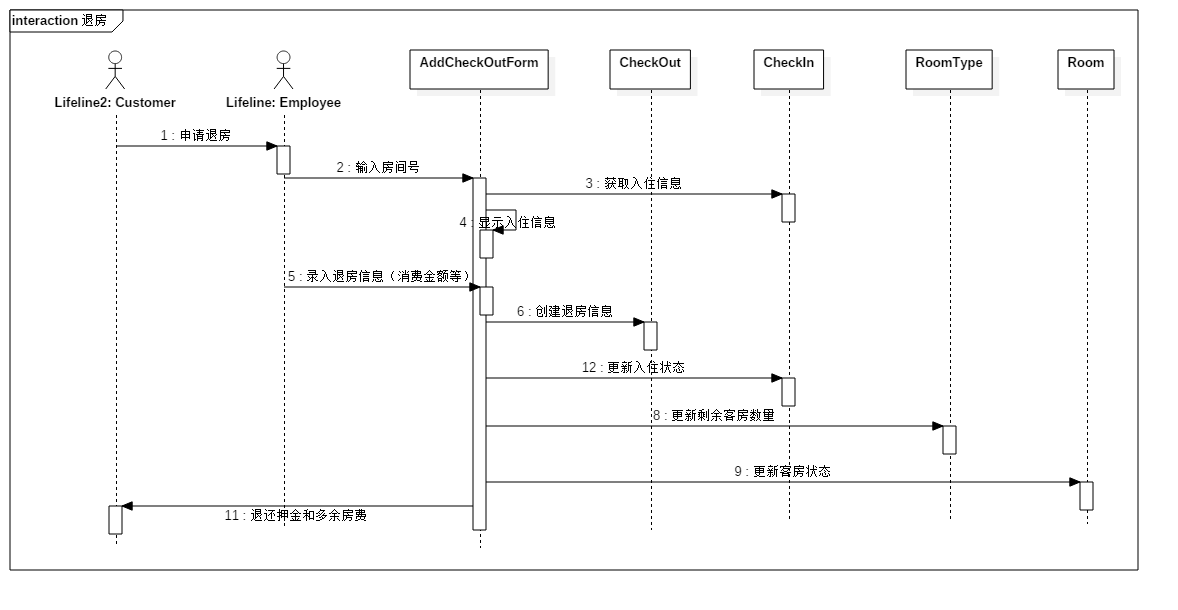 interaction 退房
AddCheckOutForm
CheckOut
CheckIn
RoomType
Room
Lifeline2: Customer
Lifeline: Employee
1 : 申请退房
2 : 输入房间号
3 : 获取入住信息
4 : 显示入住信息
5 : 录入退房信息（消费金额等）
6 : 创建退房信息
12 : 更新入住状态
8 : 更新剩余客房数量
9 : 更新客房状态
11 : 退还押金和多余房费